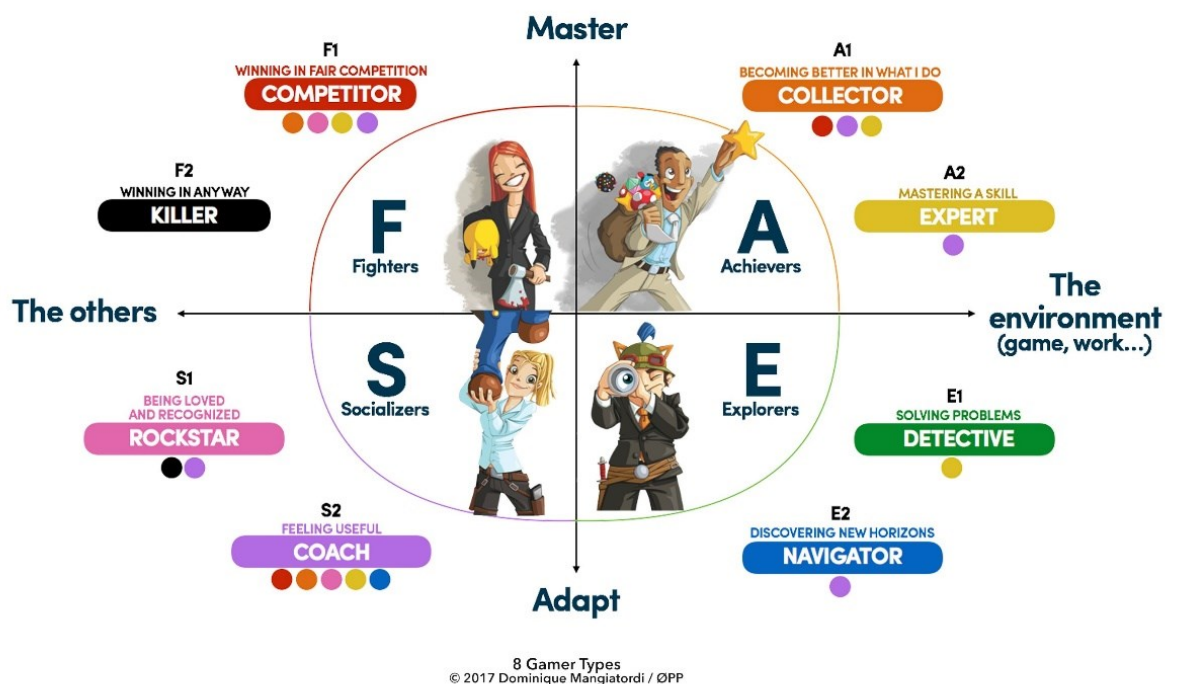 Master
F1
WINNING IN FAIR COMPETITION
COMPETITOR
A1
BECOMING BETTER IN WHAT I DO
COLLECTOR
F2
WINNING IN ANYWAY
KILLER
A2
MASTERING A SKILL
EXPERT
F
Fighters
A
Achievers
The others
The
environment
(game, work...)
S
Socializers
E
Explorers
S1
BEING LOVED
AND RECOGNIZED
ROCKSTAR
E1
SOLVING PROBLEMS
DETECTIVE
S2
FEELING USEFUL
COACH
E2
DISCOVERING NEW HORIZONS
NAVIGATOR
Adapt
8 Gamer Types
© 2017 Dominique Mangiatordi / ØPP